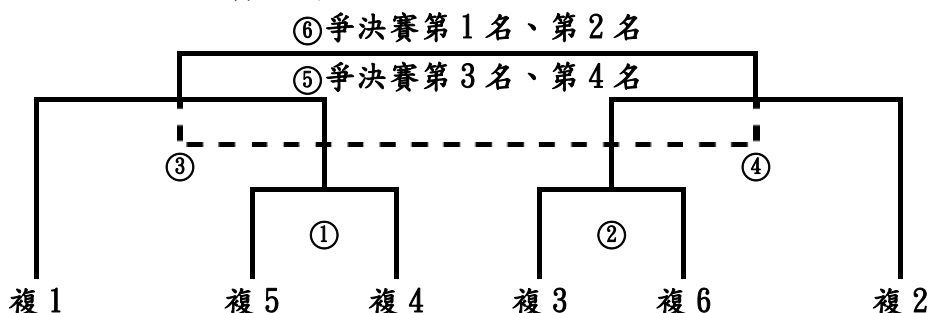 ⑥爭決賽第1名、第2名
⑤爭決賽第3名、第4名
③ ④
① ②
複1 複5 複4 複3 複6 複2